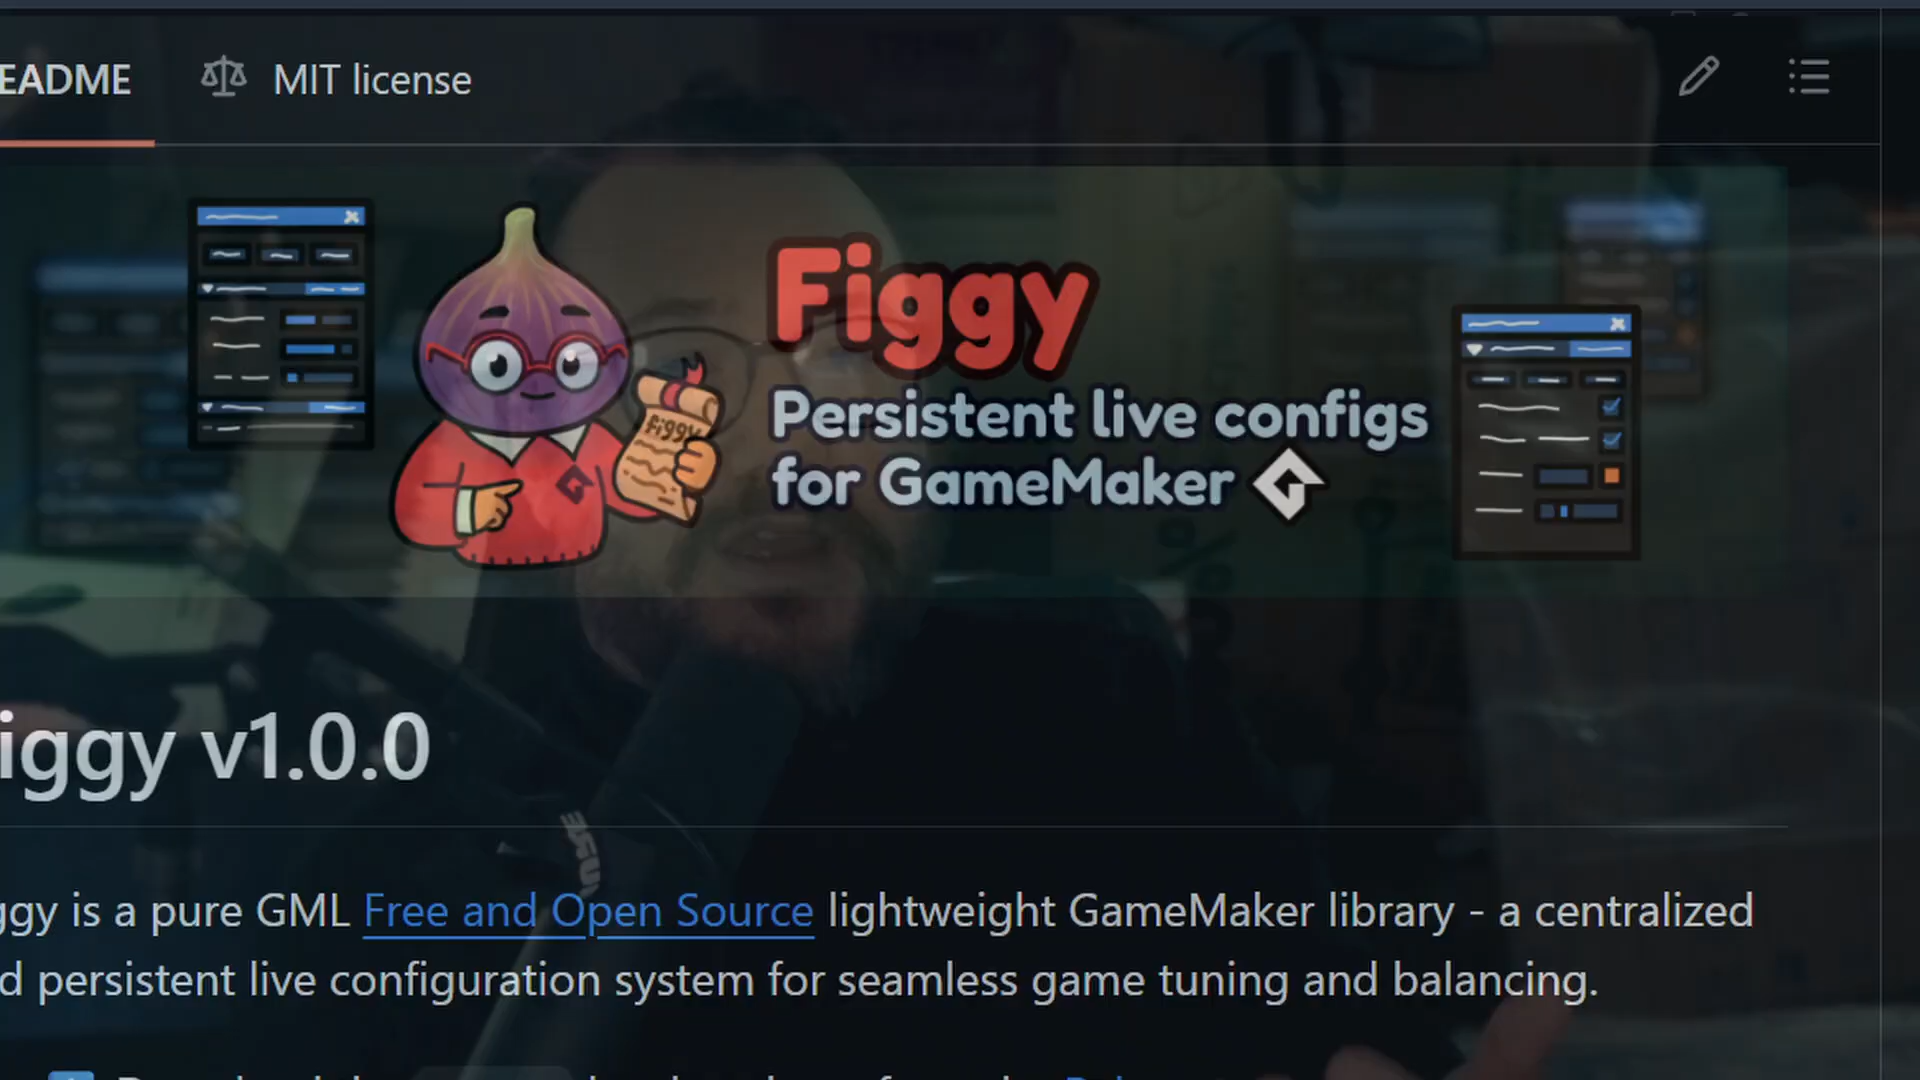 EADME
MIT license
Figgy
Persistent live configs
for GameMaker
figgy
iggy v1.0.0
ggy is a pure GML Free and Open Source lightweight GameMaker library - a centralized
d persistent live configuration system for seamless game tuning and balancing.